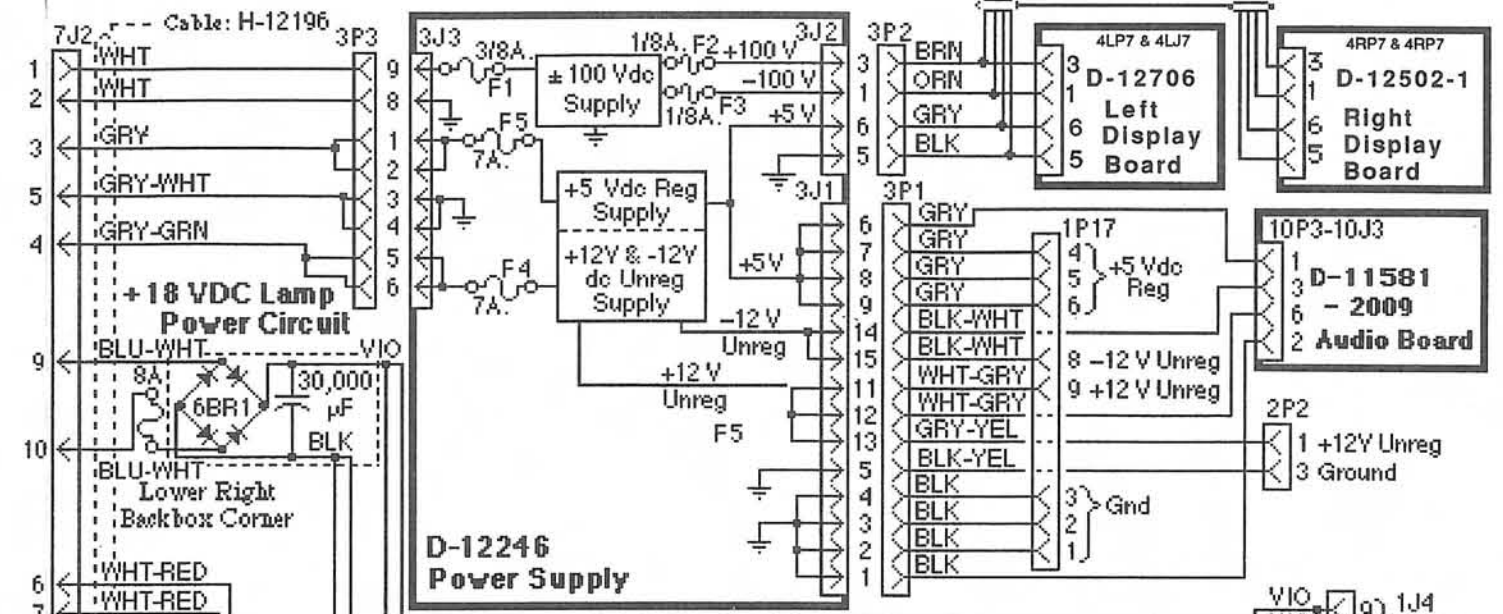 Cable: H-12196
7J2
3P3
3J3
3J2
3P2
1 WHT
2 WHT
3 GRY
5 GRY-WHT
4 GRY-GRN
9
8
1
2
3
4
5
6
3/8A.
F1
± 100 Vdc
Supply
1/8A. F2
+100 V
-100 V
1/8A. F3
+5 V
F5
7A.
+5 Vdc Reg
Supply
+12V & -12V
dc Unreg
Supply
F4
7A.
+5V
-12 V
Unreg
+12 V
Unreg
F5
D-12246
Power Supply
3 BRN
1 ORN
6 GRY
5 BLK
4LP7 & 4LJ7
D-12706
Left
Display
Board
3
1
6
5
4RP7 & 4RP7
D-12502-1
Right
Display
Board
3
1
6
5
3J1
3P1
6 GRY
7 GRY
8 GRY
9 GRY
14 BLK-WHT
15 BLK-WHT
11 WHT-GRY
12 WHT-GRY
13 GRY-YEL
5 BLK-YEL
4 BLK
3 BLK
2 BLK
1 BLK
1P17
4
5
6
+5 Vdc
Reg
8 -12 V Unreg
9 +12 V Unreg
3
2
1
Gnd
10P3-10J3
1
3
6
2
D-11581
- 2009
Audio Board
2P2
1 +12V Unreg
3 Ground
+18 VDC Lamp
Power Circuit
9 BLU-WHT
VIO
8A
6BR1
30,000
µF
BLK
10
BLU-WHT
Lower Right
Backbox Corner
6 WHT-RED
7 WHT-RED
VIO
9
1J4